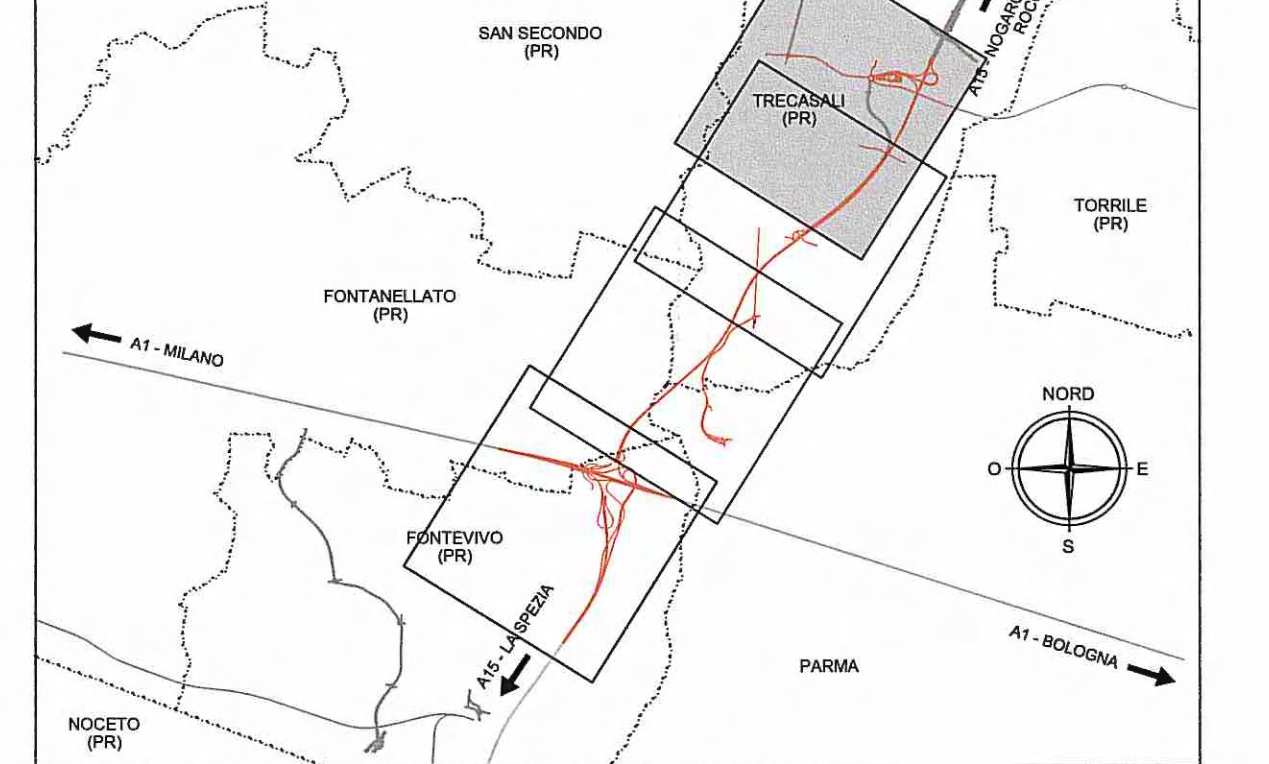 SAN SECONDO
(PR)
A15 - NOGAR
ROC
TRECASALI
(PR)
TORRILE
(PR)
FONTANELLATO
(PR)
A1 - MILANO
NORD
O
E
S
FONTEVIVO
(PR)
A15 - LA SPEZIA
A1 - BOLOGNA
PARMA
NOCETO
(PR)